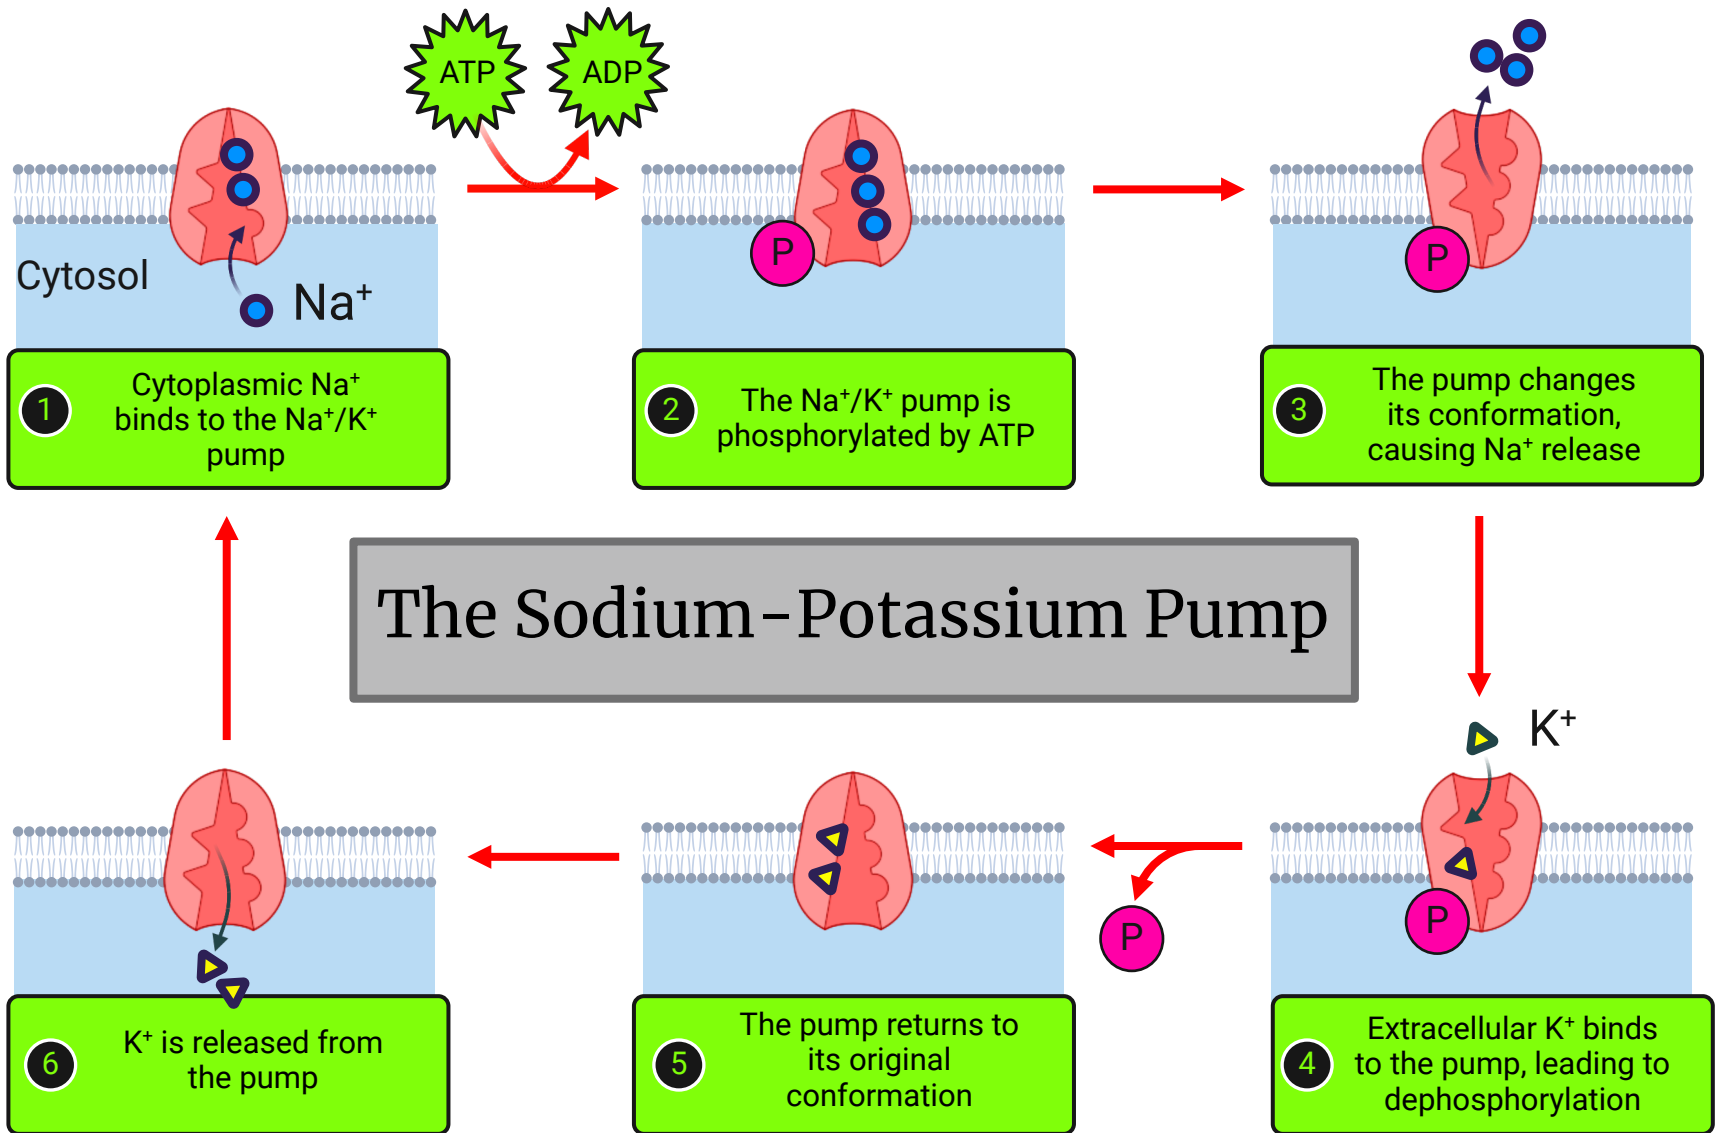 ATP
ADP
Cytosol
Na⁺
P
P
1
Cytoplasmic Na⁺
binds to the Na⁺/K⁺
pump
2
The Na⁺/K⁺ pump is
phosphorylated by ATP
3
The pump changes
its conformation,
causing Na⁺ release
The Sodium-Potassium Pump
K⁺
P
P
6
K⁺ is released from
the pump
5
The pump returns to
its original
conformation
4
Extracellular K⁺ binds
to the pump, leading to
dephosphorylation